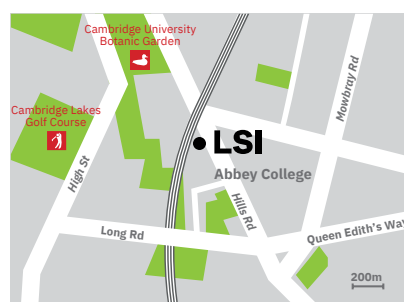 Cambridge University
Botanic Garden
Mowbray Rd
Cambridge Lakes
Golf Course
LSI
High St
Abbey College
Hills Rd
Long Rd
Queen Edith's Way
200m